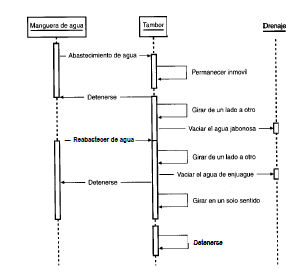 Manguera de agua
Tambor
Drenaje
Abastecimiento de agua
Permanecer inmovil
Detenerse
Girar de un lado a otro
Vaciar el agua jabonosa
Reabastecer de agua
Girar de un lado a otro
Vaciar el agua de enjuague
Detenerse
Girar en un solo sentido
Detenerse